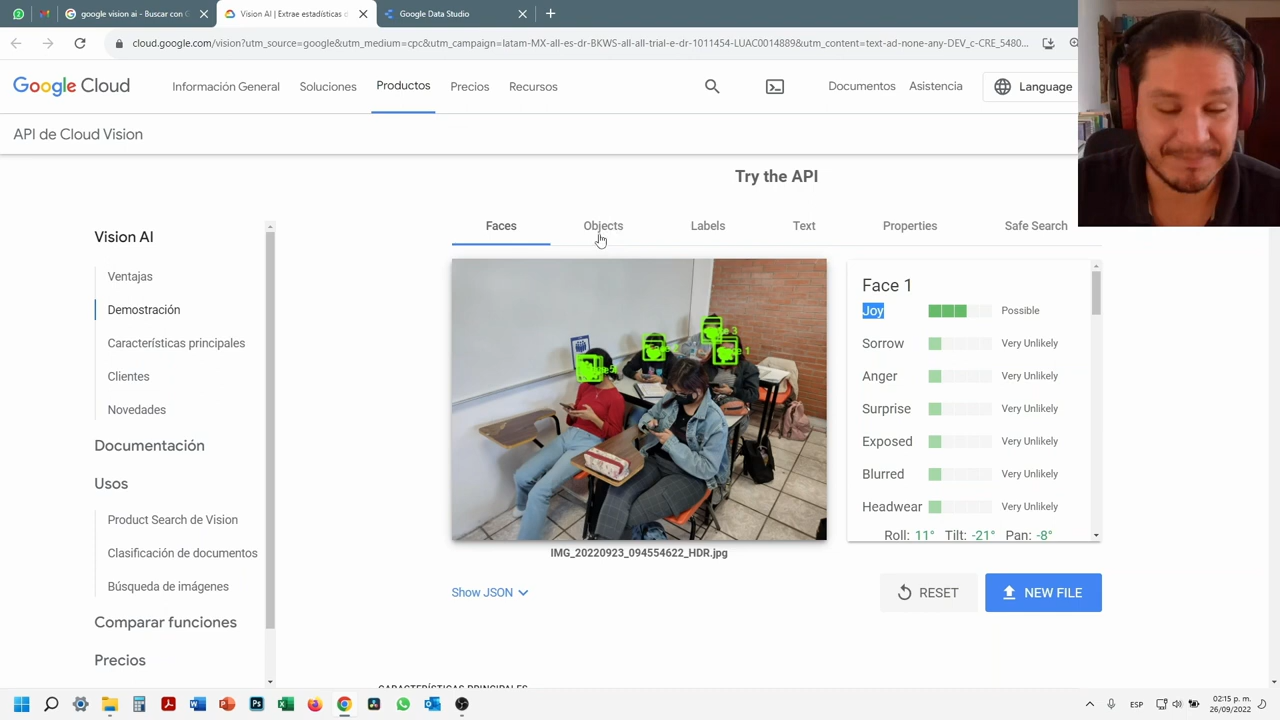 google vision ai - Buscar con G
Vision AI | Extrae estadísticas d
Google Data Studio
cloud.google.com/vision?utm_source=google&utm_medium=cpc&utm_campaign=latam-MX-all-es-dr-BKWS-all-all-trial-e-dr-1011454-LUAC0014889&utm_content=text-ad-none-any-DEV_c-CRE_5480...
Google Cloud
Información General
Soluciones
Productos
Precios
Recursos
Documentos
Asistencia
Language
API de Cloud Vision
Try the API
Faces
Objects
Labels
Text
Properties
Safe Search
Vision AI
Ventajas
Demostración
Características principales
Clientes
Novedades
Documentación
Usos
Product Search de Vision
Clasificación de documentos
Búsqueda de imágenes
Comparar funciones
Precios
Face 1
Joy Possible
Sorrow Very Unlikely
Anger Very Unlikely
Surprise Very Unlikely
Exposed Very Unlikely
Blurred Very Unlikely
Headwear Very Unlikely
Roll: 11° Tilt: -21° Pan: -8°
IMG_20220923_094554622_HDR.jpg
Show JSON
RESET
NEW FILE
CARACTERÍSTICAS PRINCIPALES
ESP
02:15 p. m.
26/09/2022